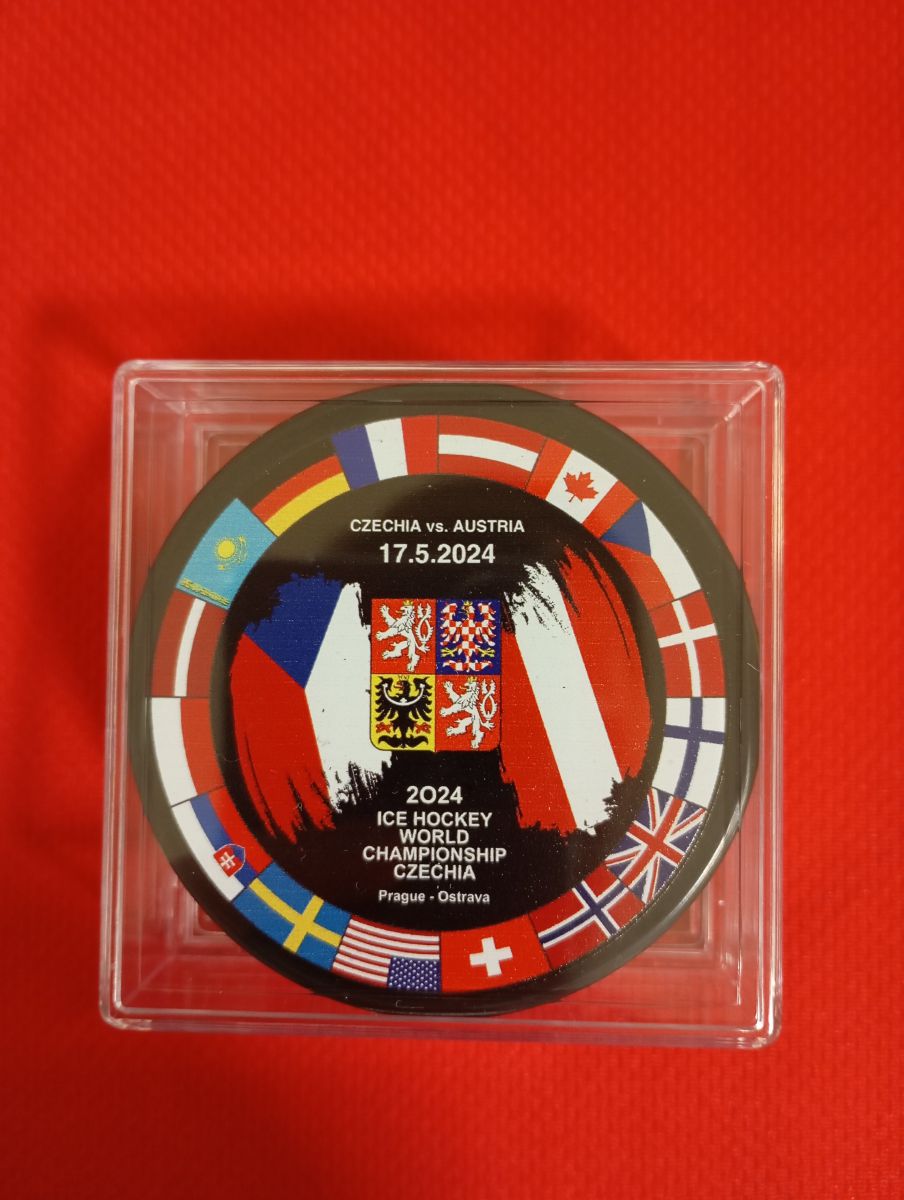 CZECHIA vs. AUSTRIA
17.5.2024
2024
ICE HOCKEY
WORLD
CHAMPIONSHIP
CZECHIA
Prague - Ostrava